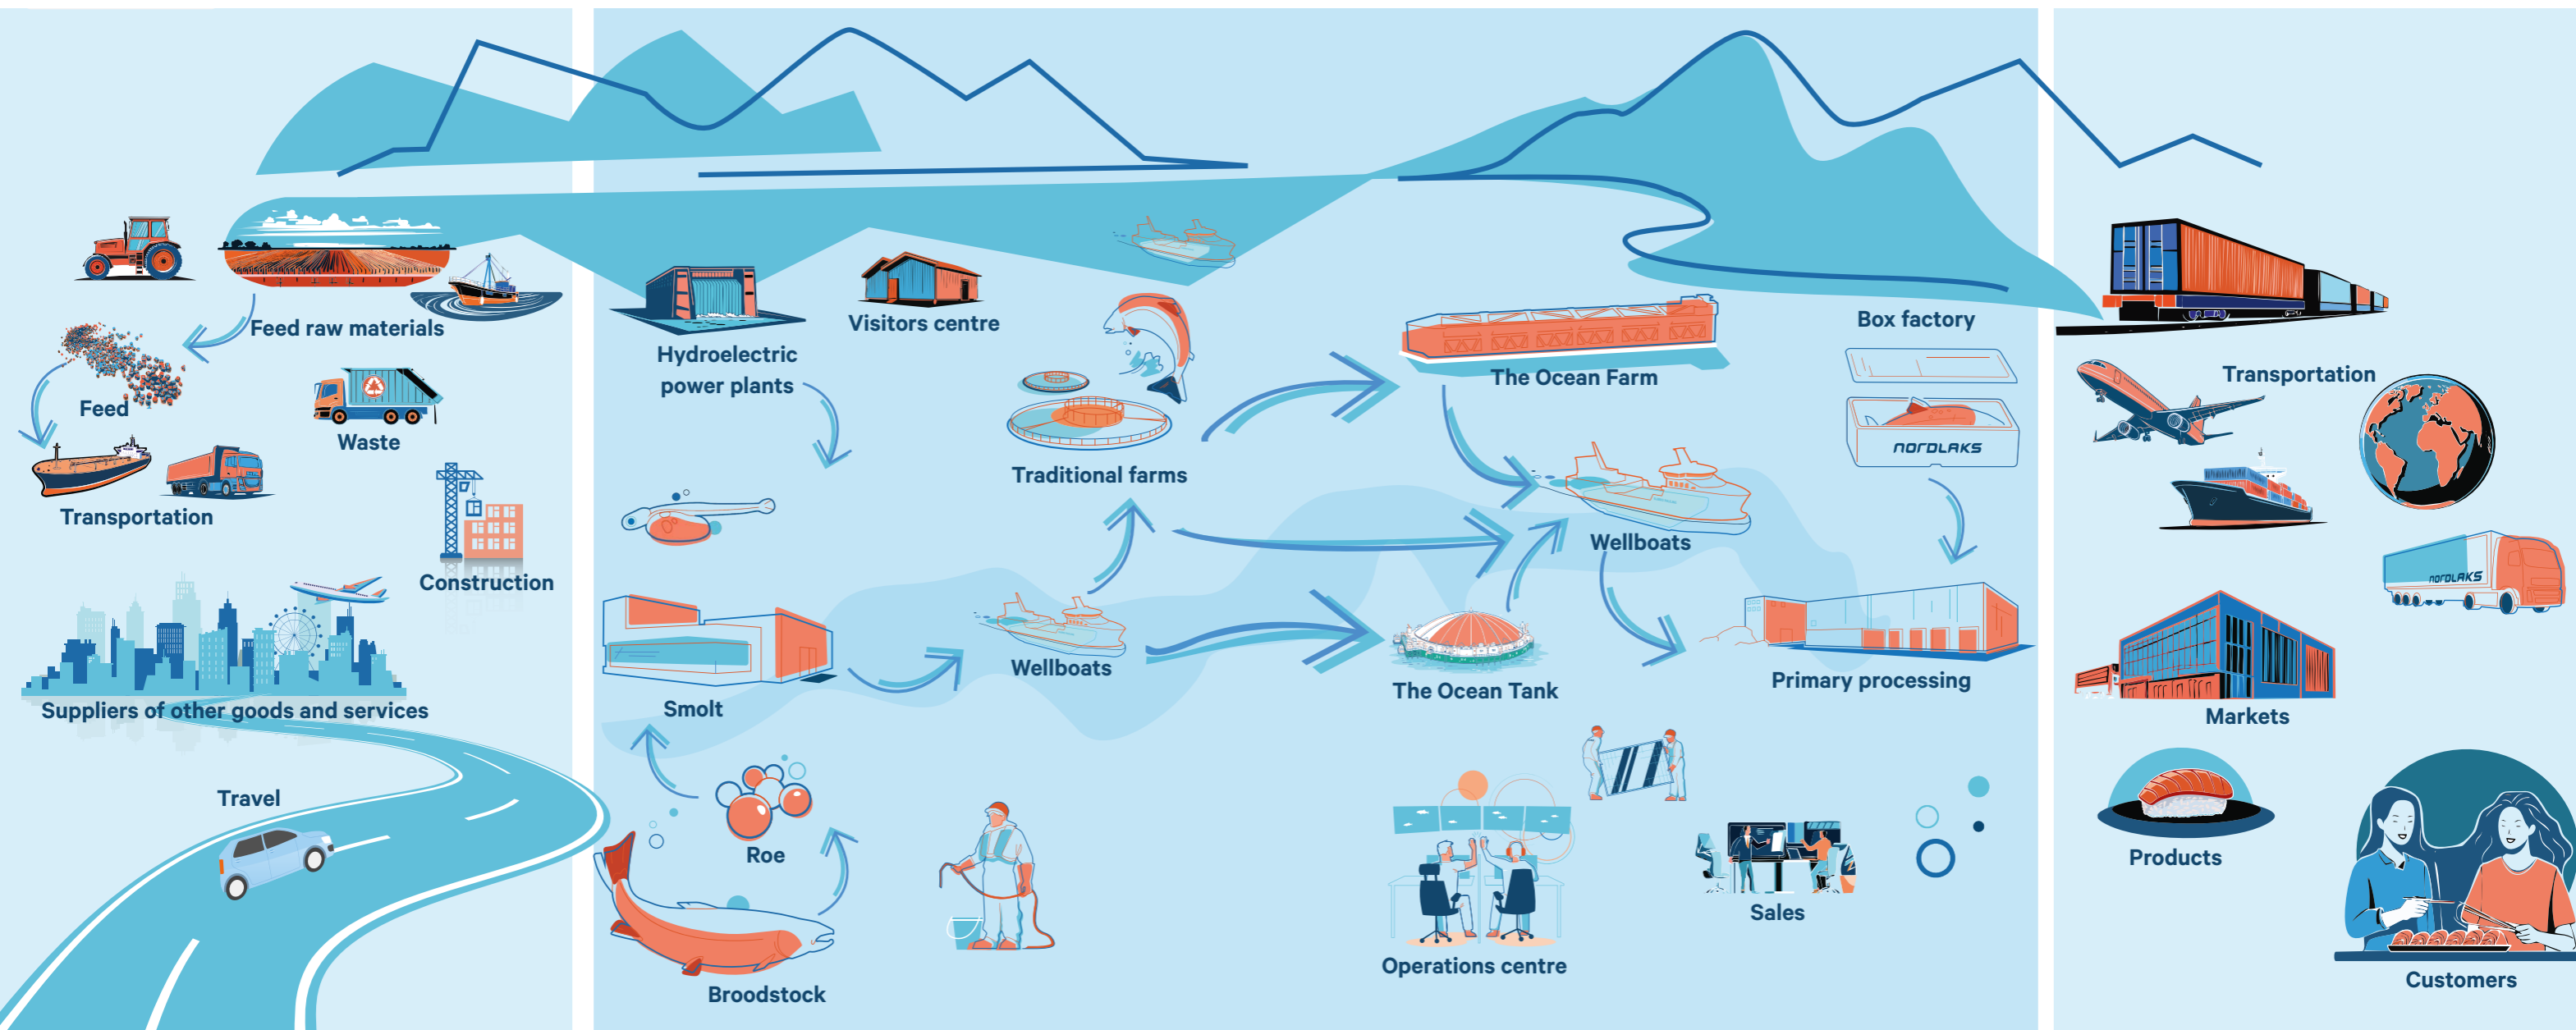 Feed raw materials
Feed
Waste
Transportation
Construction
Suppliers of other goods and services
Travel
Hydroelectric
power plants
Visitors centre
Traditional farms
The Ocean Farm
Box factory
NORDLAKS
Wellboats
Smolt
Wellboats
The Ocean Tank
Primary processing
Roe
Broodstock
Operations centre
Sales
Transportation
NORDLAKS
Markets
Products
Customers